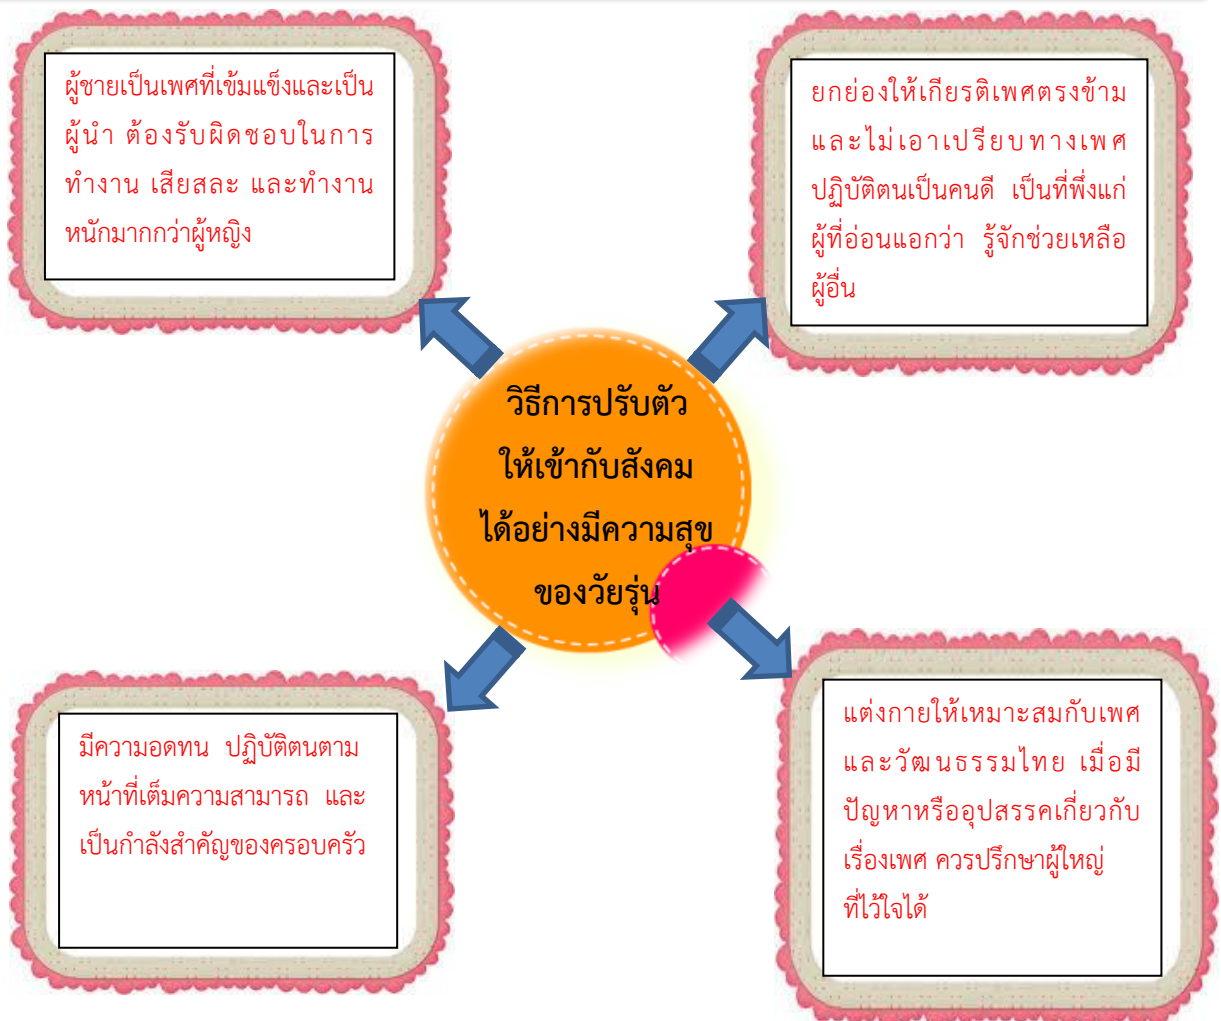 ผู้ชายเป็นเพศที่เข้มแข็งและเป็น
ผู้นำ ต้องรับผิดชอบในการ
ทำงาน เสียสละ และทำงาน
หนักมากกว่าผู้หญิง
ยกย่องให้เกียรติเพศตรงข้าม
และไม่เอาเปรียบทางเพศ
ปฏิบัติตนเป็นคนดี เป็นที่พึ่งแก่
ผู้ที่อ่อนแอกว่า รู้จักช่วยเหลือ
ผู้อื่น
วิธีการปรับตัว
ให้เข้ากับสังคม
ได้อย่างมีความสุข
ของวัยรุ่น
มีความอดทน ปฏิบัติตนตาม
หน้าที่เต็มความสามารถ และ
เป็นกำลังสำคัญของครอบครัว
แต่งกายให้เหมาะสมกับเพศ
และวัฒนธรรมไทย เมื่อมี
ปัญหาหรืออุปสรรคเกี่ยวกับ
เรื่องเพศ ควรปรึกษาผู้ใหญ่
ที่ไว้ใจได้